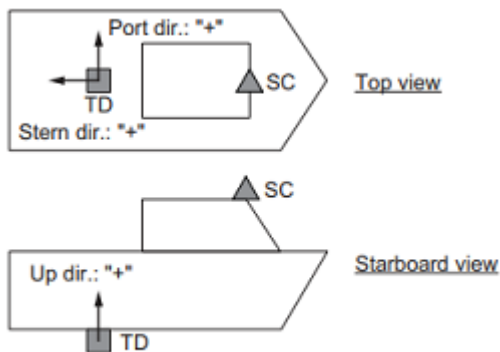 Port dir.: "+"
SC
Top view
TD
Stern dir.: "+"
SC
Starboard view
Up dir.: "+"
TD